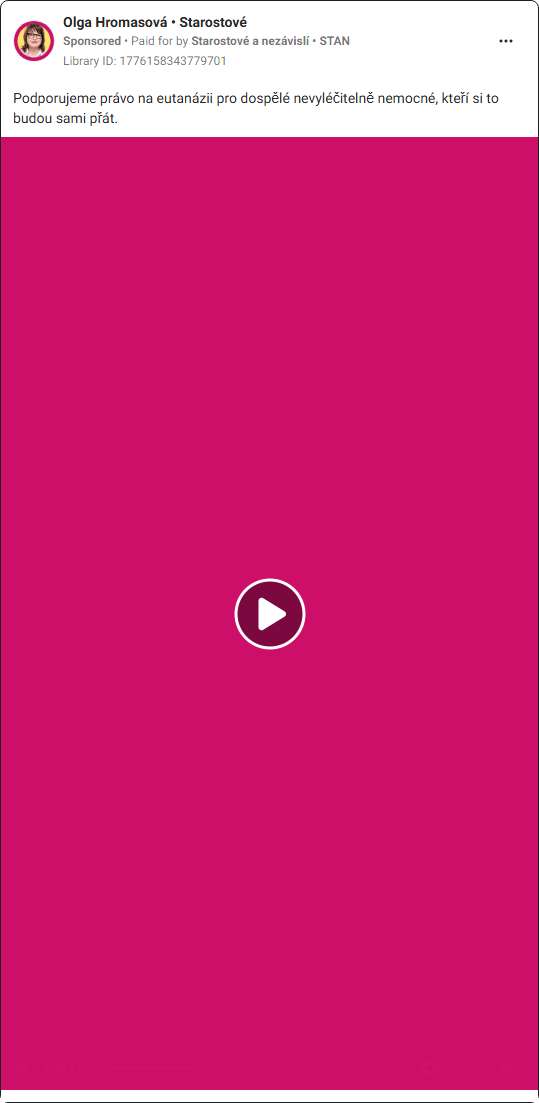 Olga Hromasová • Starostové
Sponsored • Paid for by Starostové a nezávislí • STAN
Library ID: 1776158343779701
Podporujeme právo na eutanázii pro dospělé nevyléčitelně nemocné, kteří si to
budou sami přát.